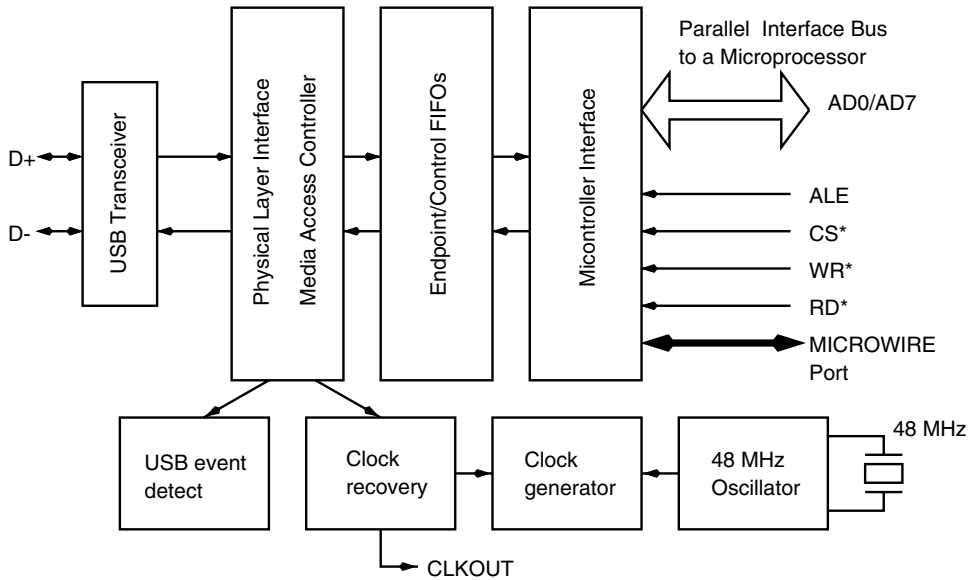 Parallel Interface Bus
to a Microprocessor
AD0/AD7
D+
D-
USB Transceiver
Physical Layer Interface
Media Access Controller
Endpoint/Control FIFOs
Micontroller Interface
ALE
CS*
WR*
RD*
MICROWIRE
Port
USB event
detect
Clock
recovery
Clock
generator
48 MHz
Oscillator
48 MHz
CLKOUT